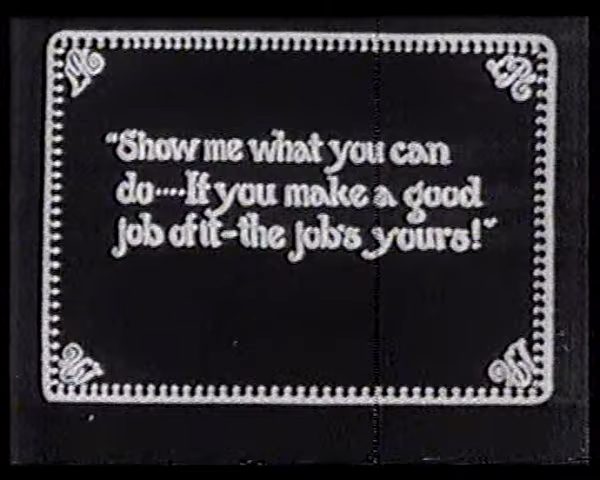 "Show me what you can
do....If you make a good
job of it-the job's yours!"